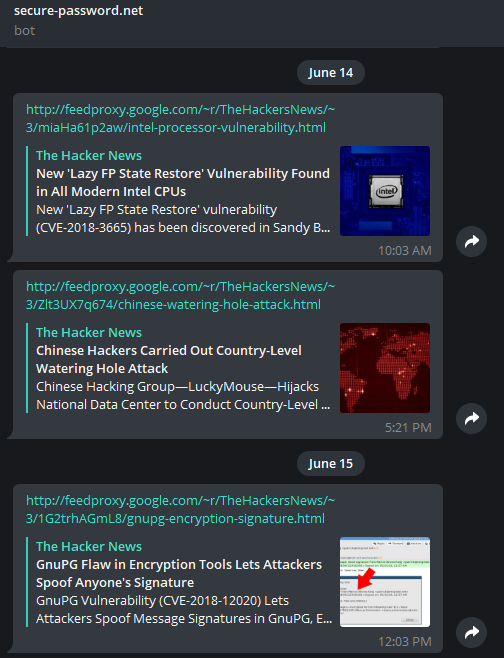 secure-password.net
bot
June 14
http://feedproxy.google.com/~r/TheHackersNews/~
3/miaHa61p2aw/intel-processor-vulnerability.html
The Hacker News
New 'Lazy FP State Restore' Vulnerability Found
in All Modern Intel CPUs
New 'Lazy FP State Restore' vulnerability
(CVE-2018-3665) has been discovered in Sandy B...
intel
10:03 AM
http://feedproxy.google.com/~r/TheHackersNews/~
3/Zlt3UX7q674/chinese-watering-hole-attack.html
The Hacker News
Chinese Hackers Carried Out Country-Level
Watering Hole Attack
Chinese Hacking Group—LuckyMouse—Hijacks
National Data Center to Conduct Country-Level ...
5:21 PM
June 15
http://feedproxy.google.com/~r/TheHackersNews/~
3/1G2trhAGmL8/gnupg-encryption-signature.html
The Hacker News
GnuPG Flaw in Encryption Tools Lets Attackers
Spoof Anyone's Signature
GnuPG Vulnerability (CVE-2018-12020) Lets
Attackers Spoof Message Signatures in GnuPG, E...
12:03 PM